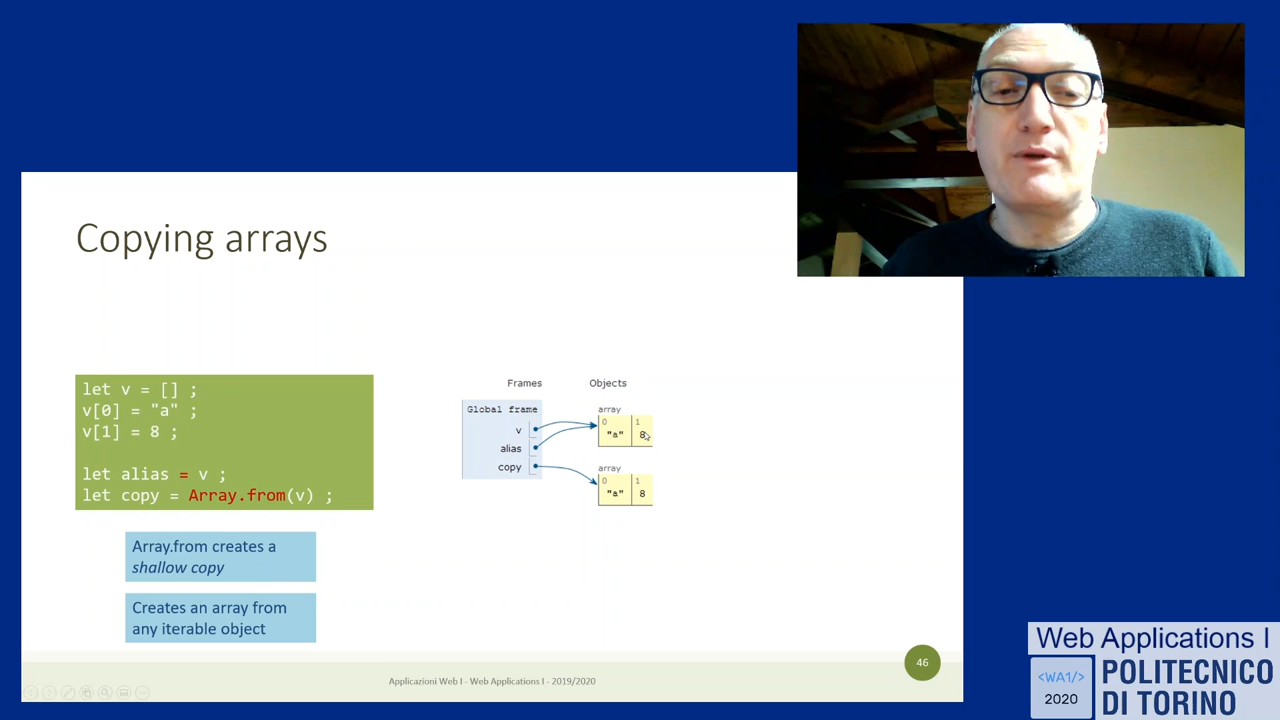 Copying arrays
let v = [] ;
v[0] = "a" ;
v[1] = 8 ;
let alias = v ;
let copy = Array.from(v) ;
Array.from creates a
shallow copy
Creates an array from
any iterable object
Frames
Objects
Global frame
v
alias
copy
array
0 1
"a" 8
array
0 1
"a" 8
Applicazioni Web I - Web Applications I - 2019/2020
46
Web Applications I
<WA1/>
2020
POLITECNICO
DI TORINO